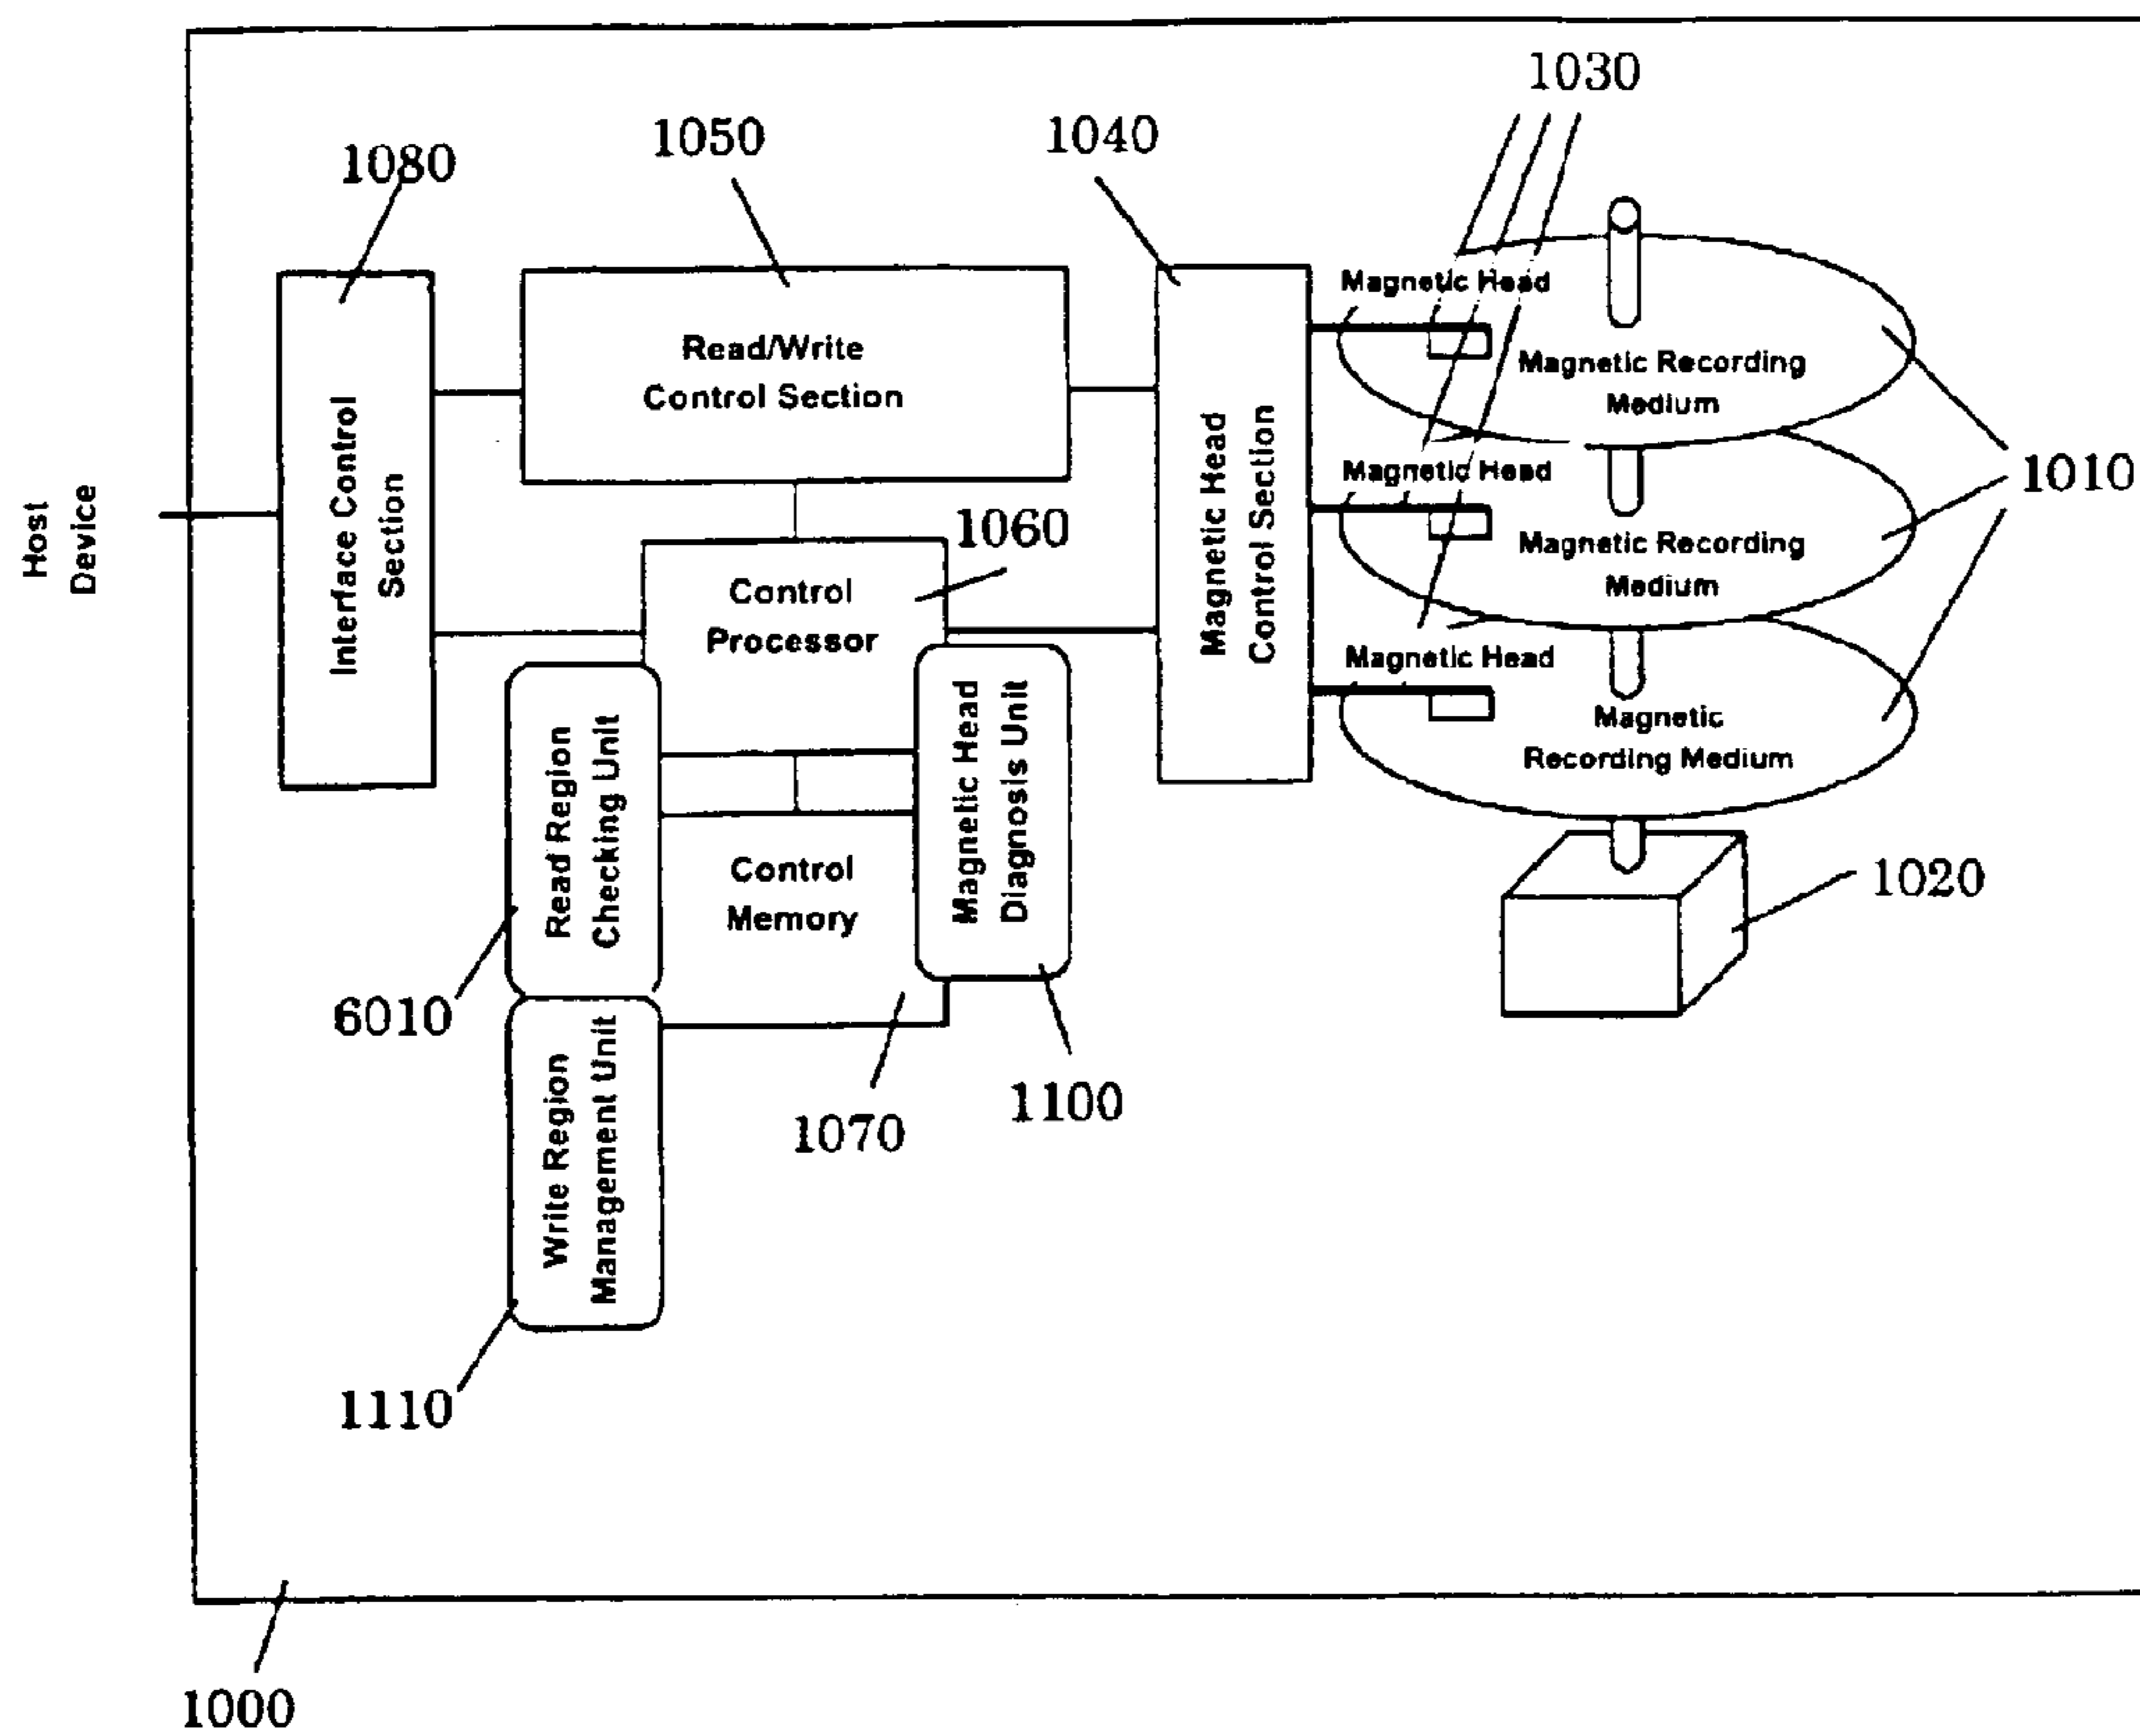 1030
1050
1040
1080
Magnetic Head
Read/Write
Control Section
Magnetic Recording
Medium
Interface Control
Section
Magnetic Head
Control Section
Magnetic Head
1010
Host
Device
1060
Magnetic Recording
Medium
Control
Processor
Magnetic Head
Magnetic
Recording Medium
Read Region
Checking Unit
Magnetic Head
Diagnosis Unit
Control
Memory
1020
6010
Write Region
Management Unit
1070
1100
1110
1000